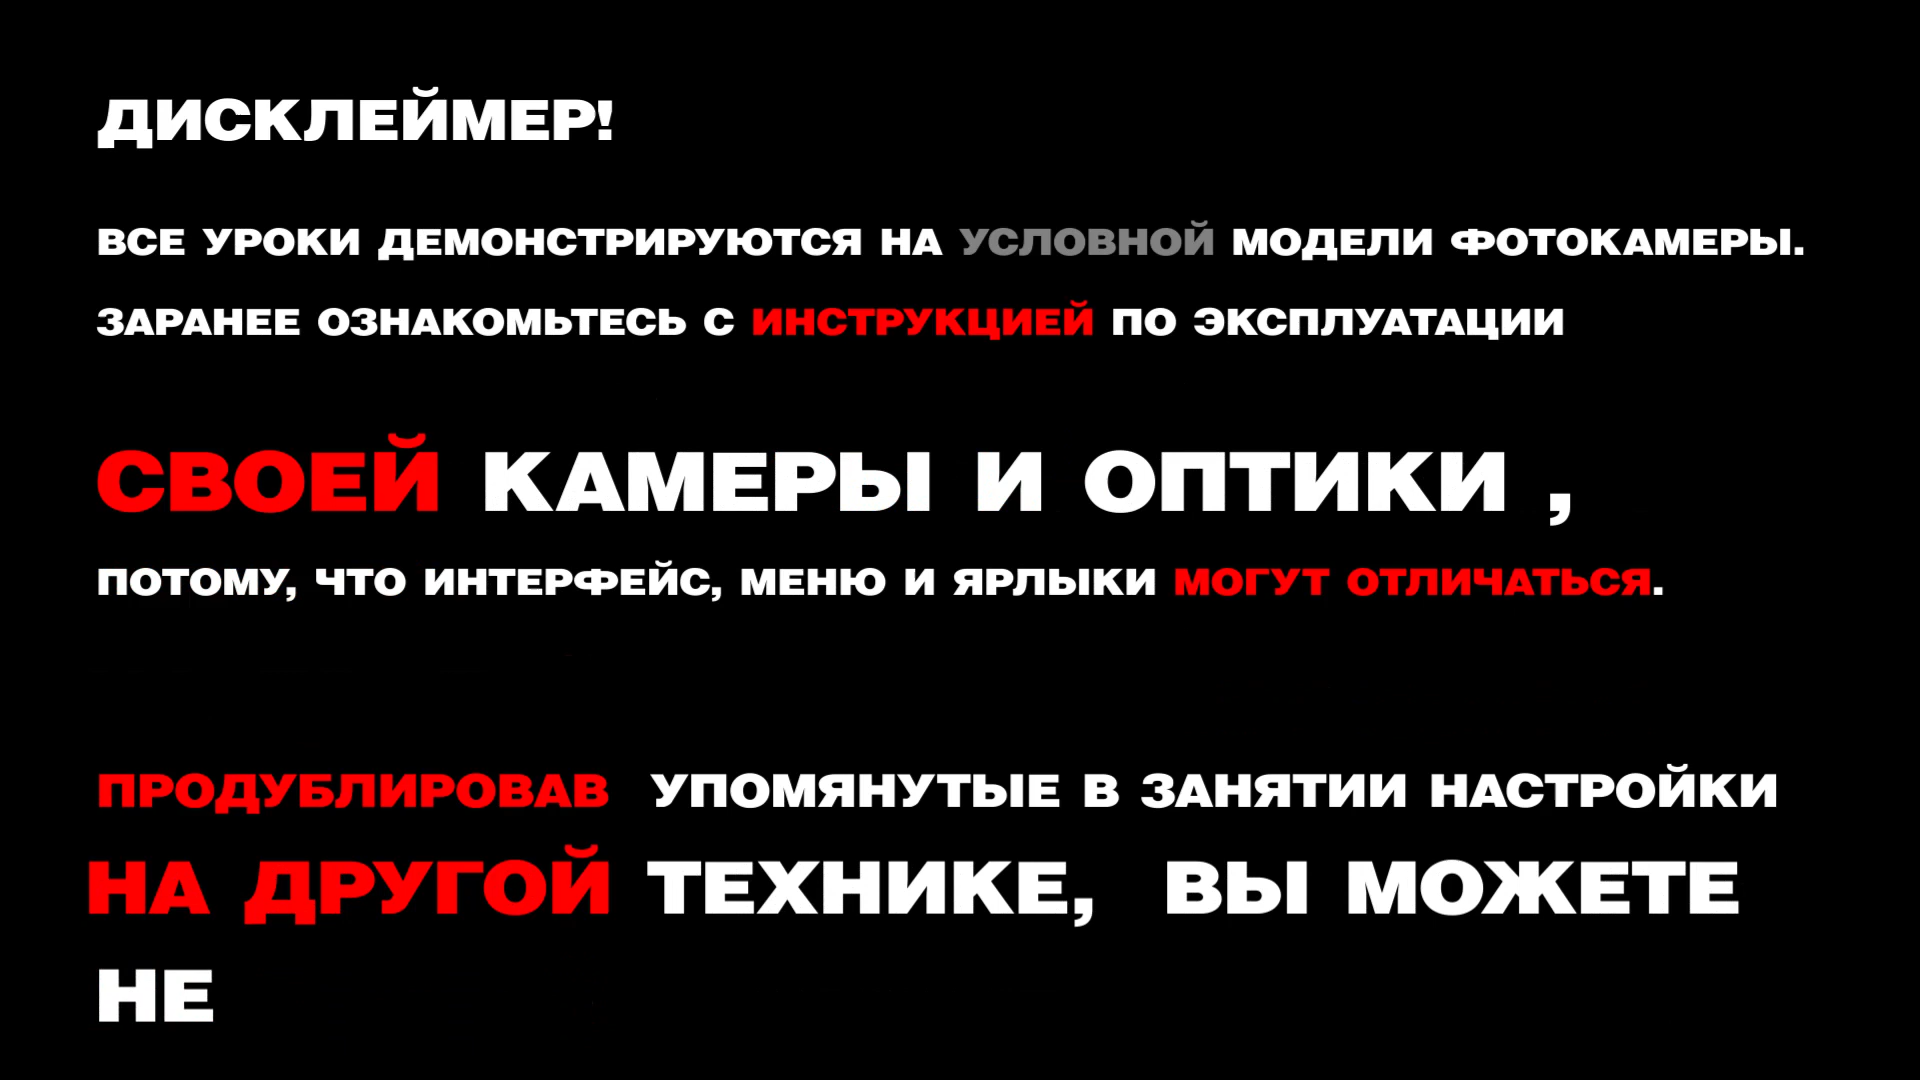 ДИСКЛЕЙМЕР!
ВСЕ УРОКИ ДЕМОНСТРИРУЮТСЯ НА УСЛОВНОЙ МОДЕЛИ ФОТОКАМЕРЫ.
ЗАРАНЕЕ ОЗНАКОМЬТЕСЬ С ИНСТРУКЦИЕЙ ПО ЭКСПЛУАТАЦИИ
СВОЕЙ КАМЕРЫ И ОПТИКИ ,
ПОТОМУ, ЧТО ИНТЕРФЕЙС, МЕНЮ И ЯРЛЫКИ МОГУТ ОТЛИЧАТЬСЯ.
ПРОДУБЛИРОВАВ УПОМЯНУТЫЕ В ЗАНЯТИИ НАСТРОЙКИ
НА ДРУГОЙ ТЕХНИКЕ, ВЫ МОЖЕТЕ
НЕ